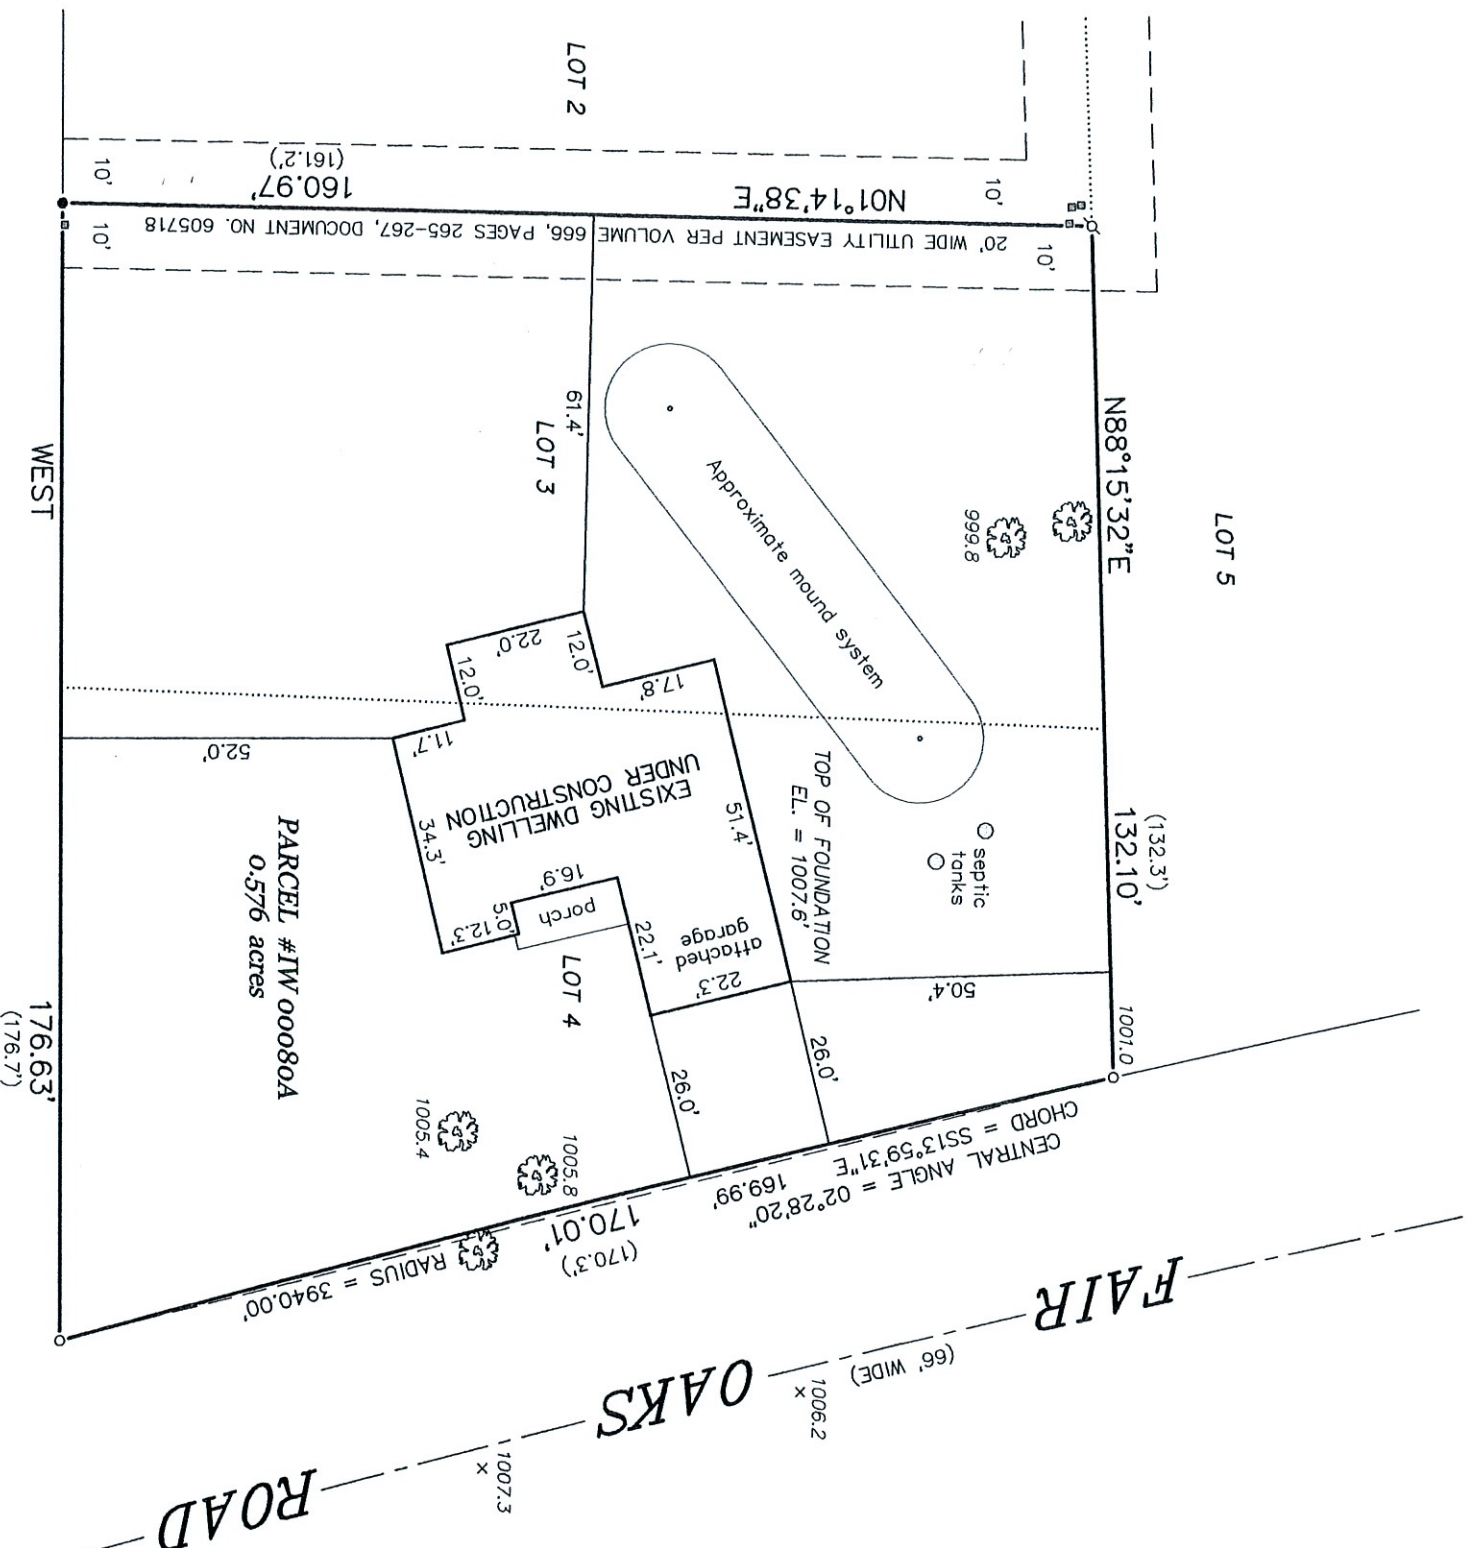 LOT 2
10'
(161.2')
160.97'
N01°14'38"E
10'
10'
20' WIDE UTILITY EASEMENT PER VOLUME 666, PAGES 265-267, DOCUMENT NO. 605718
10'
61.4'
LOT 3
Approximate mound system
999.8
N88°15'32"E
LOT 5
WEST
22.0'
12.0'
12.0'
17.8'
11.7'
52.0'
EXISTING DWELLING
UNDER CONSTRUCTION
34.3'
51.4'
TOP OF FOUNDATION
EL. = 1007.6'
septic
tanks
(132.3')
132.10'
PARCEL #IW00080A
0.576 acres
16.9'
porch
5.0'
12.3'
22.1'
attached
garage
22.3'
50.4'
LOT 4
1001.0
26.0'
26.0'
176.63'
(176.7')
1005.4
1005.8
CHORD = SS13°59'31"E
169.99'
CENTRAL ANGLE = 02°28'20"
170.01'
(170.3')
RADIUS = 3940.00'
FAIR OAKS ROAD
(66' WIDE)
1006.2
1007.3